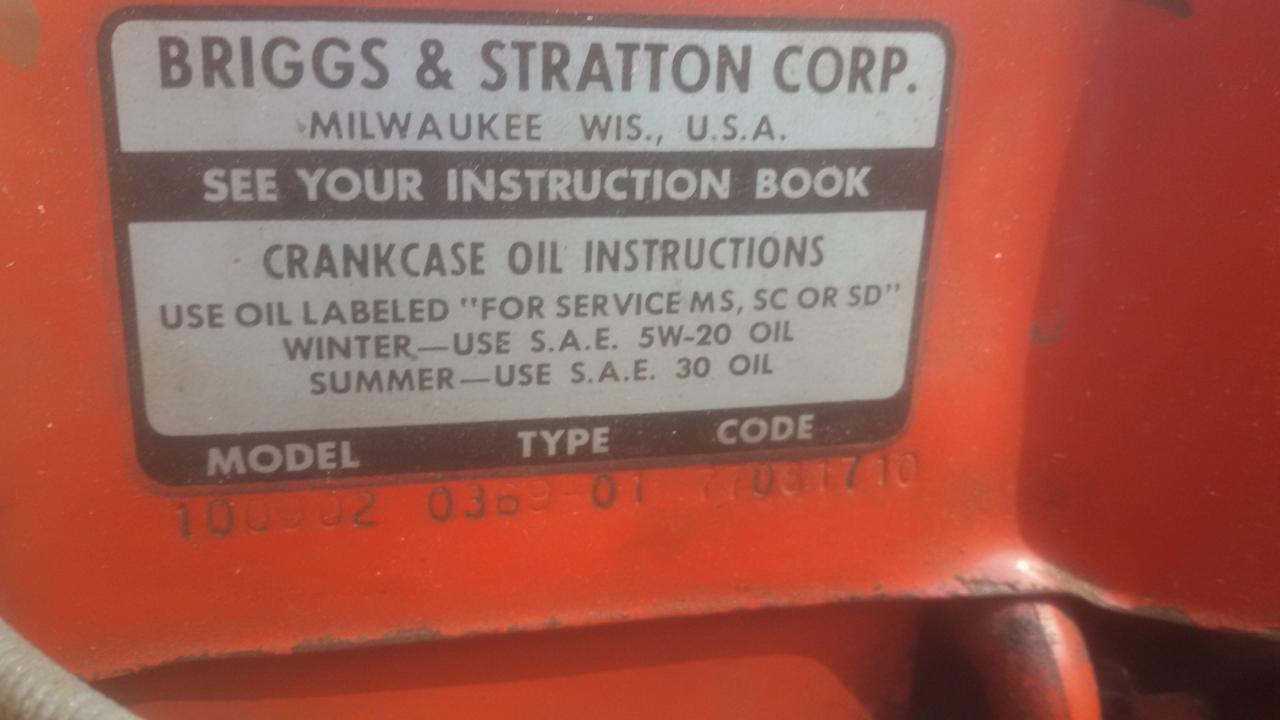 BRIGGS & STRATTON CORP.
MILWAUKEE WIS., U.S.A.
SEE YOUR INSTRUCTION BOOK
CRANKCASE OIL INSTRUCTIONS
USE OIL LABELED "FOR SERVICE MS, SC OR SD"
WINTER—USE S.A.E. 5W-20 OIL
SUMMER—USE S.A.E. 30 OIL
MODEL TYPE CODE